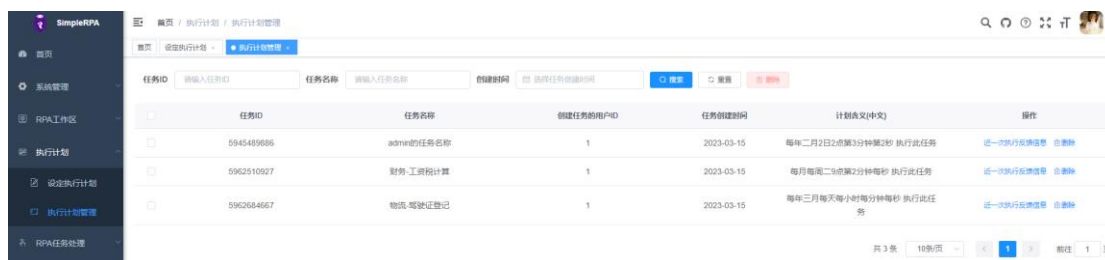 SimpleRPA
首页 / 执行计划 / 执行计划管理
首页
系统管理
RPA工作区
执行计划
设定执行计划
执行计划管理
RPA任务处理
首页 设定执行计划 × 执行计划管理 ×
任务ID 请输入任务ID 任务名称 请输入任务名称 创建时间 选择任务创建时间 搜索 重置 删除
任务ID 任务名称 创建任务的用户ID 任务创建时间 计划含义(中文) 操作
5945489686 admin的任务名称 1 2023-03-15 每年二月2日2点第3分钟第2秒 执行此任务 近一次执行反馈信息 删除
5962510927 财务-工资税计算 1 2023-03-15 每月每周二9点第2分钟每秒 执行此任务 近一次执行反馈信息 删除
5962684667 物流-驾驶证登记 1 2023-03-15 每年三月每天每小时每分钟每秒 执行此任
务 近一次执行反馈信息 删除
共 3 条 10条/页 1 前往 1